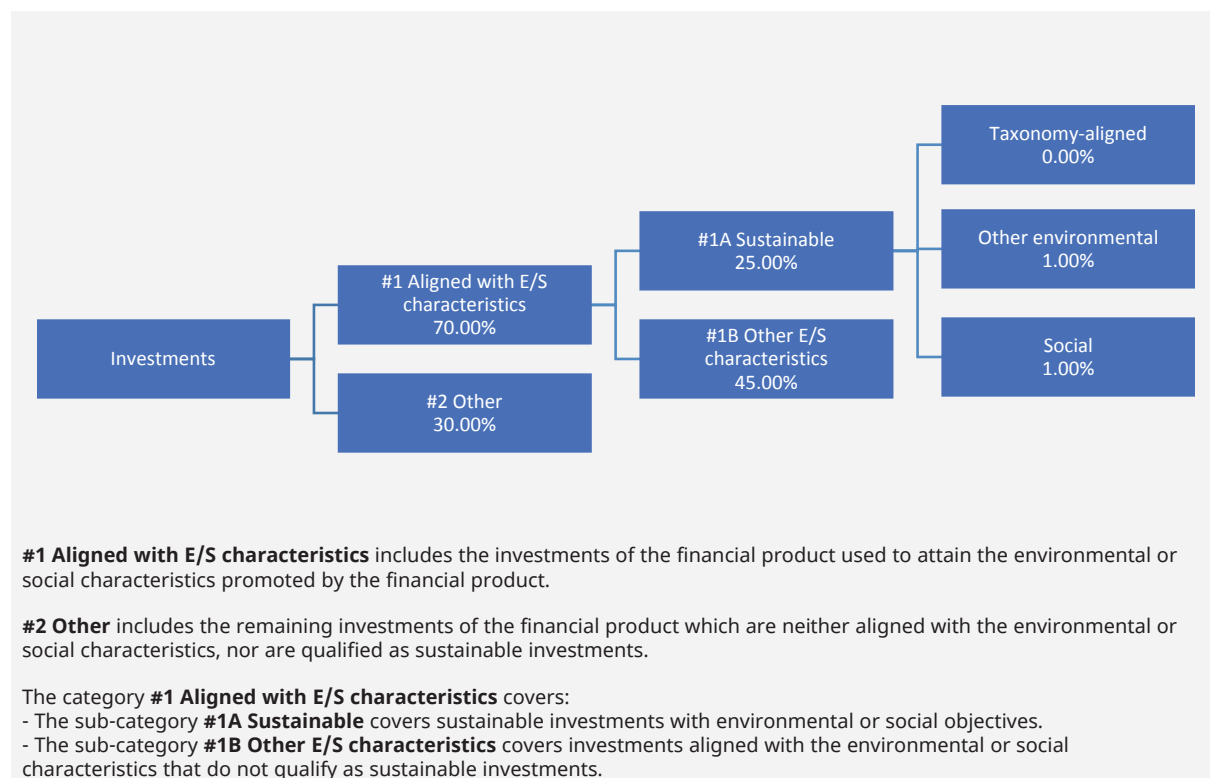 Investments
#1 Aligned with E/S
characteristics
70.00%
#2 Other
30.00%
#1A Sustainable
25.00%
#1B Other E/S
characteristics
45.00%
Taxonomy-aligned
0.00%
Other environmental
1.00%
Social
1.00%
#1 Aligned with E/S characteristics includes the investments of the financial product used to attain the environmental or
social characteristics promoted by the financial product.
#2 Other includes the remaining investments of the financial product which are neither aligned with the environmental or
social characteristics, nor are qualified as sustainable investments.
The category #1 Aligned with E/S characteristics covers:
- The sub-category #1A Sustainable covers sustainable investments with environmental or social objectives.
- The sub-category #1B Other E/S characteristics covers investments aligned with the environmental or social
characteristics that do not qualify as sustainable investments.